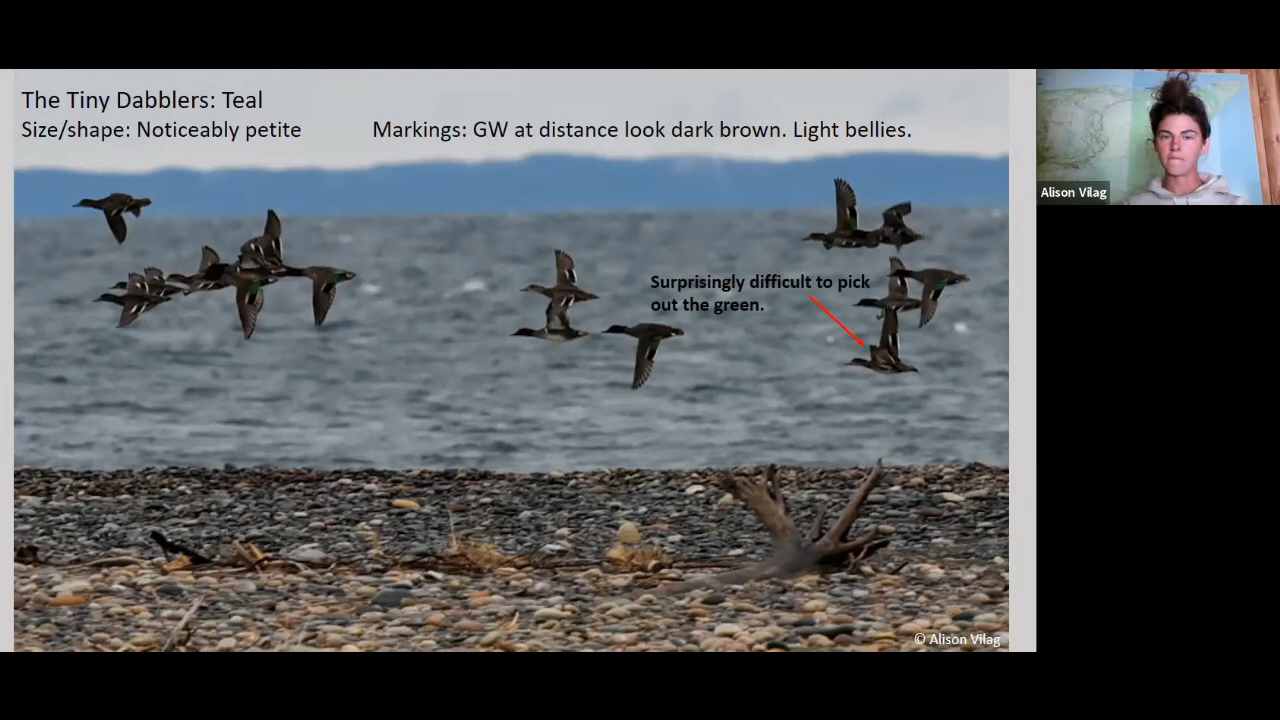 The Tiny Dabblers: Teal
Size/shape: Noticeably petite
Markings: GW at distance look dark brown. Light bellies.
Alison Vilag
Surprisingly difficult to pick
out the green.
© Alison Vilag